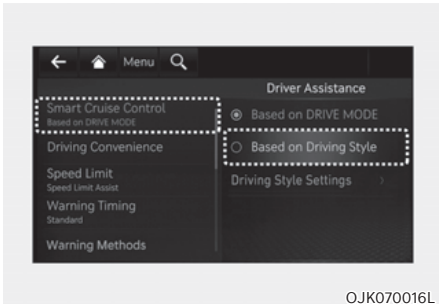 Menu
Driver Assistance
Smart Cruise Control
Based on DRIVE MODE
Driving Convenience
Speed Limit
Speed Limit Assist
Warning Timing
Standard
Warning Methods
Based on DRIVE MODE
Based on Driving Style
Driving Style Settings >
OJK070016L